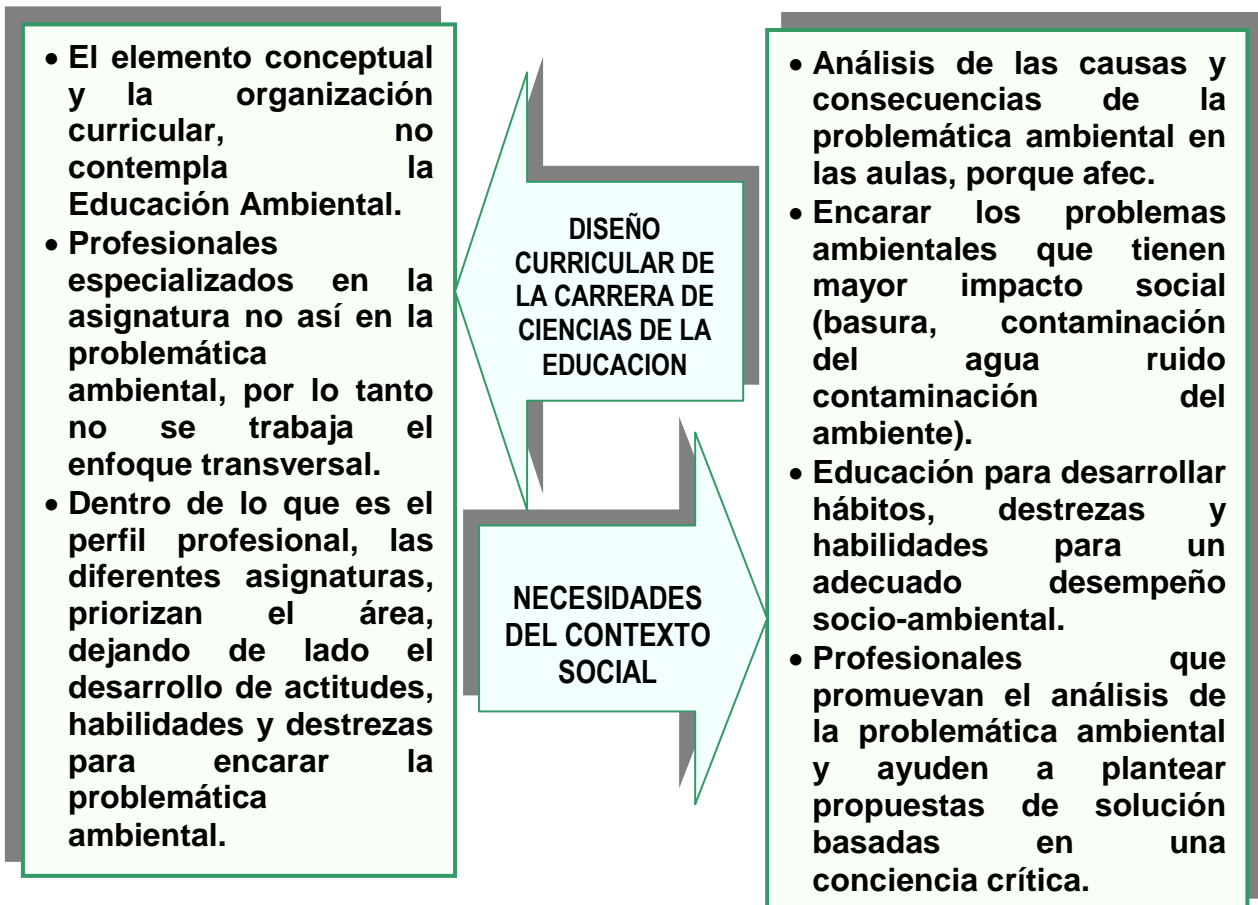 • El elemento conceptual
y la organización
curricular, no
contempla la
Educación Ambiental.
• Profesionales
especializados en la
asignatura no así en la
problemática
ambiental, por lo tanto
no se trabaja el
enfoque transversal.
• Dentro de lo que es el
perfil profesional, las
diferentes asignaturas,
priorizan el área,
dejando de lado el
desarrollo de actitudes,
habilidades y destrezas
para encarar la
problemática
ambiental.
DISEÑO
CURRICULAR DE
LA CARRERA DE
CIENCIAS DE LA
EDUCACION
NECESIDADES
DEL CONTEXTO
SOCIAL
• Análisis de las causas y
consecuencias de la
problemática ambiental en
las aulas, porque afec.
• Encarar los problemas
ambientales que tienen
mayor impacto social
(basura, contaminación
del agua ruido
contaminación del
ambiente).
• Educación para desarrollar
hábitos, destrezas y
habilidades para un
adecuado desempeño
socio-ambiental.
• Profesionales que
promuevan el análisis de
la problemática ambiental
y ayuden a plantear
propuestas de solución
basadas en una
conciencia crítica.